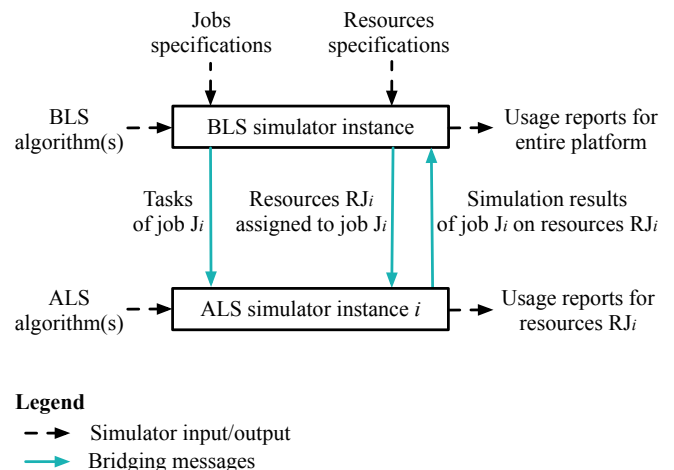 Jobs
specifications
Resources
specifications
BLS
algorithm(s)
BLS simulator instance
Usage reports for
entire platform
Tasks
of job Ji
Resources RJi
assigned to job Ji
Simulation results
of job Ji on resources RJi
ALS
algorithm(s)
ALS simulator instance i
Usage reports for
resources RJi
Legend
Simulator input/output
Bridging messages